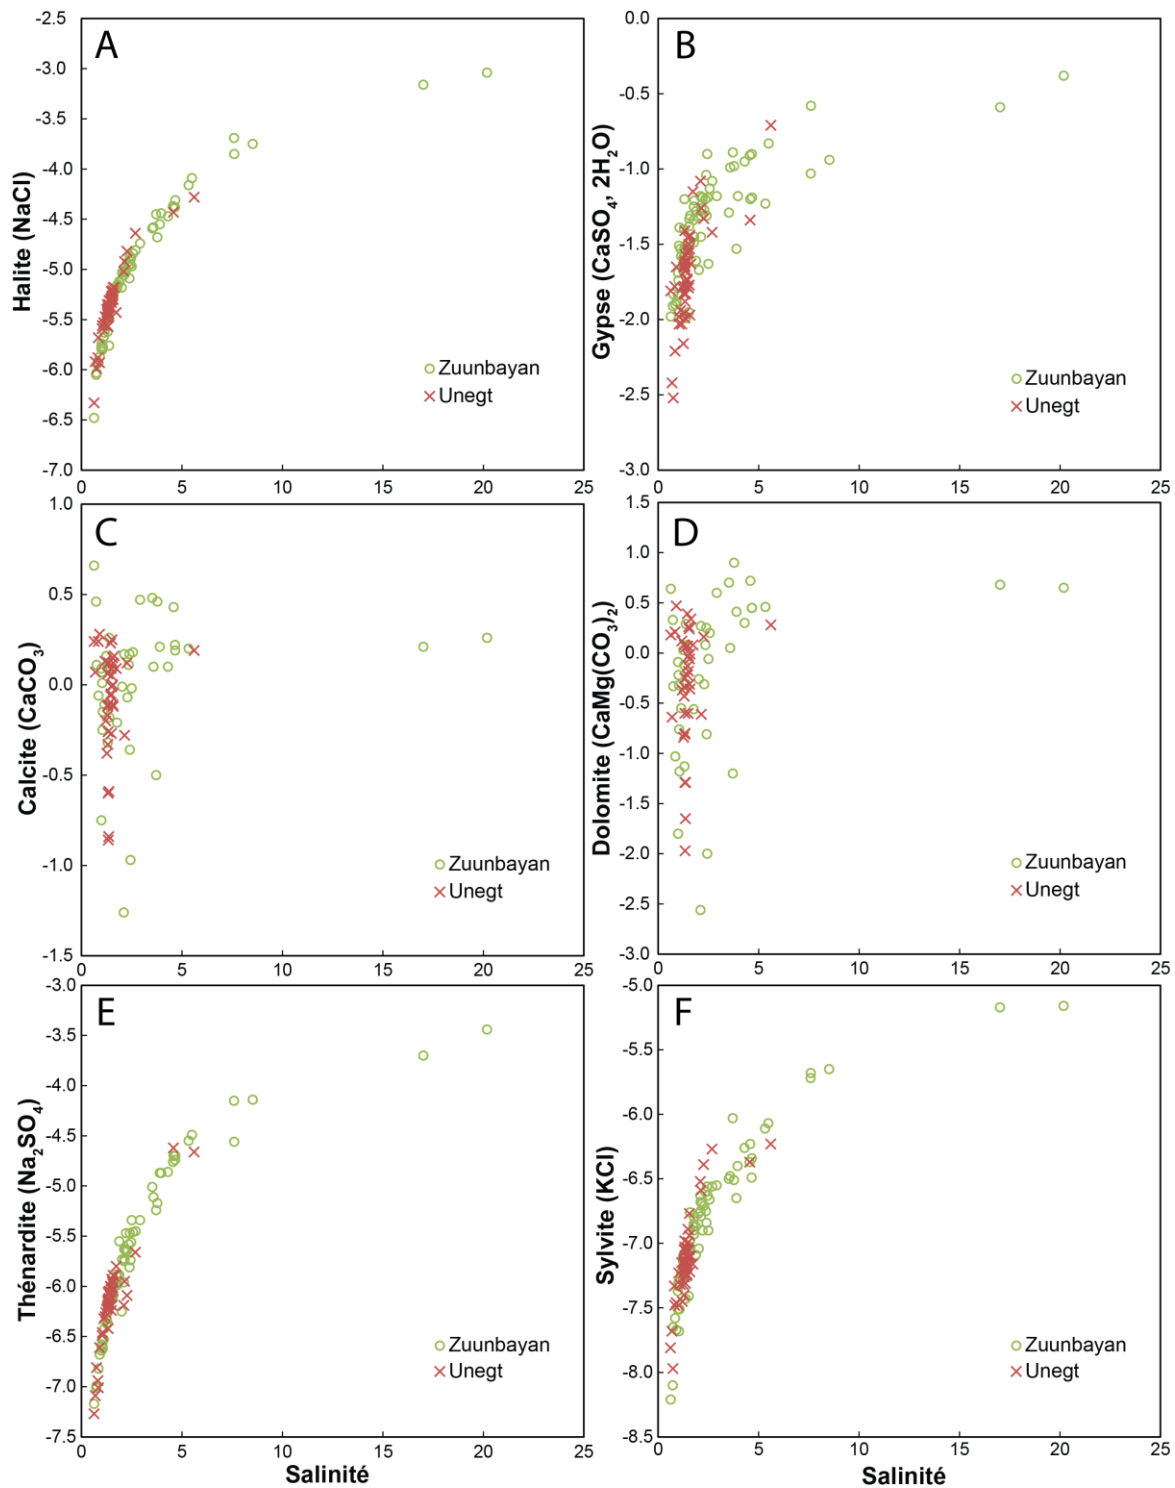 A
Halite (NaCl)
-2.5
-3.0
-3.5
-4.0
-4.5
-5.0
-5.5
-6.0
-6.5
-7.0
0 5 10 15 20 25
Zuunbayan
Unegt
B
Gypse (CaSO4, 2H2O)
0.0
-0.5
-1.0
-1.5
-2.0
-2.5
-3.0
0 5 10 15 20 25
Zuunbayan
Unegt
C
Calcite (CaCO3)
1.0
0.5
0.0
-0.5
-1.0
-1.5
0 5 10 15 20 25
Zuunbayan
Unegt
D
Dolomite (CaMg(CO3)2)
1.5
1.0
0.5
0.0
-0.5
-1.0
-1.5
-2.0
-2.5
-3.0
0 5 10 15 20 25
Zuunbayan
Unegt
E
Thénardite (Na2SO4)
-3.0
-3.5
-4.0
-4.5
-5.0
-5.5
-6.0
-6.5
-7.0
-7.5
0 5 10 15 20 25
Salinité
Zuunbayan
Unegt
F
Sylvite (KCl)
-5.0
-5.5
-6.0
-6.5
-7.0
-7.5
-8.0
-8.5
0 5 10 15 20 25
Salinité
Zuunbayan
Unegt